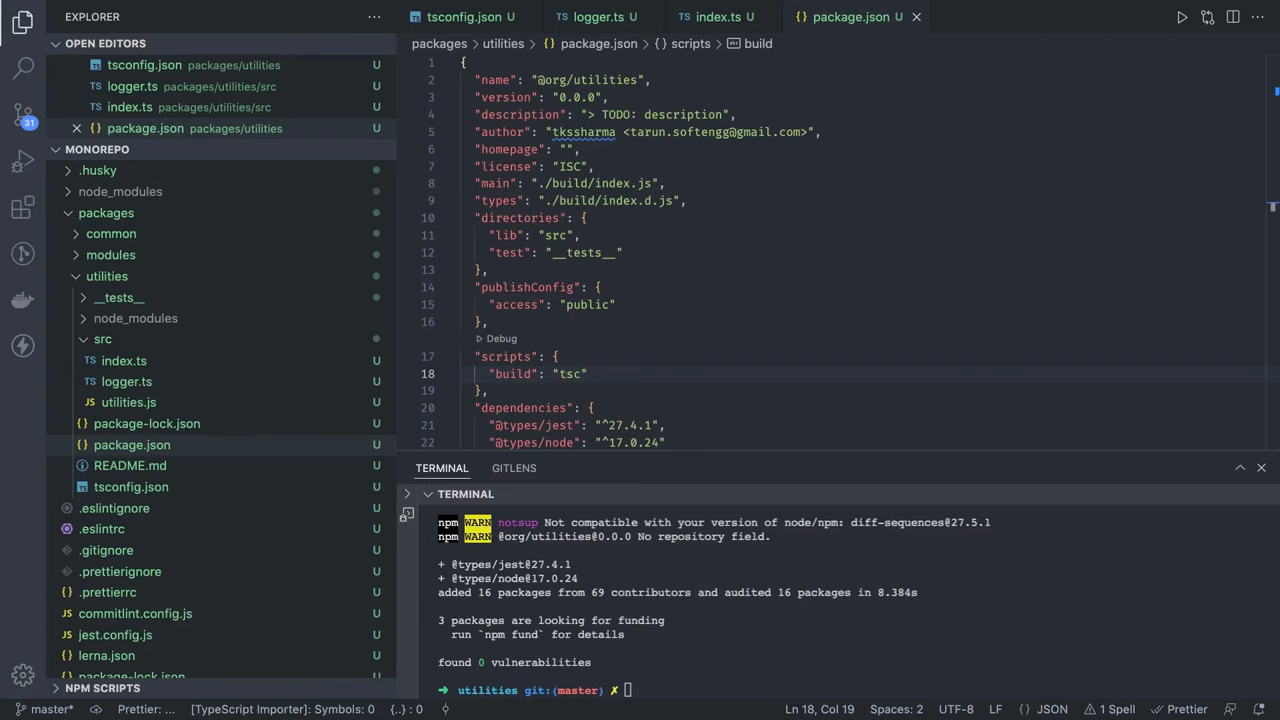 EXPLORER
OPEN EDITORS
tsconfig.json packages/utilities U
logger.ts packages/utilities/src U
index.ts packages/utilities/src U
package.json packages/utilities U
MONOREPO
.husky
node_modules
packages
common
modules
utilities
__tests__
node_modules
src
TS index.ts U
TS logger.ts U
JS utilities.js U
{} package-lock.json U
{} package.json U
README.md U
tsconfig.json U
.eslintignore U
.eslintrc U
.gitignore U
.prettierignore U
{} .prettierrc U
JS commitlint.config.js U
JS jest.config.js U
{} lerna.json U
{} package-lock.json U
NPM SCRIPTS
31
tsconfig.json U
TS logger.ts U
TS index.ts U
{} package.json U
packages > utilities > {} package.json > {} scripts > abc build
1 {
2 "name": "@org/utilities",
3 "version": "0.0.0",
4 "description": "> TODO: description",
5 "author": "tkssharma <tarun.softengg@gmail.com>",
6 "homepage": "",
7 "license": "ISC",
8 "main": "./build/index.js",
9 "types": "./build/index.d.js",
10 "directories": {
11 "lib": "src",
12 "test": "__tests__"
13 },
14 "publishConfig": {
15 "access": "public"
16 },
Debug
17 "scripts": {
18 "build": "tsc"
19 },
20 "dependencies": {
21 "@types/jest": "^27.4.1",
22 "@types/node": "^17.0.24"
TERMINAL GITLENS
TERMINAL
npm WARN notsup Not compatible with your version of node/npm: diff-sequences@27.5.1
npm WARN @org/utilities@0.0.0 No repository field.
+ @types/jest@27.4.1
+ @types/node@17.0.24
added 16 packages from 69 contributors and audited 16 packages in 8.384s
3 packages are looking for funding
run `npm fund` for details
found 0 vulnerabilities
➜ utilities git:(master) ✗
master* Prettier: ... [TypeScript Importer]: Symbols: 0 {..} : 0 Ln 18, Col 19 Spaces: 2 UTF-8 LF {} JSON 1 Spell Prettier